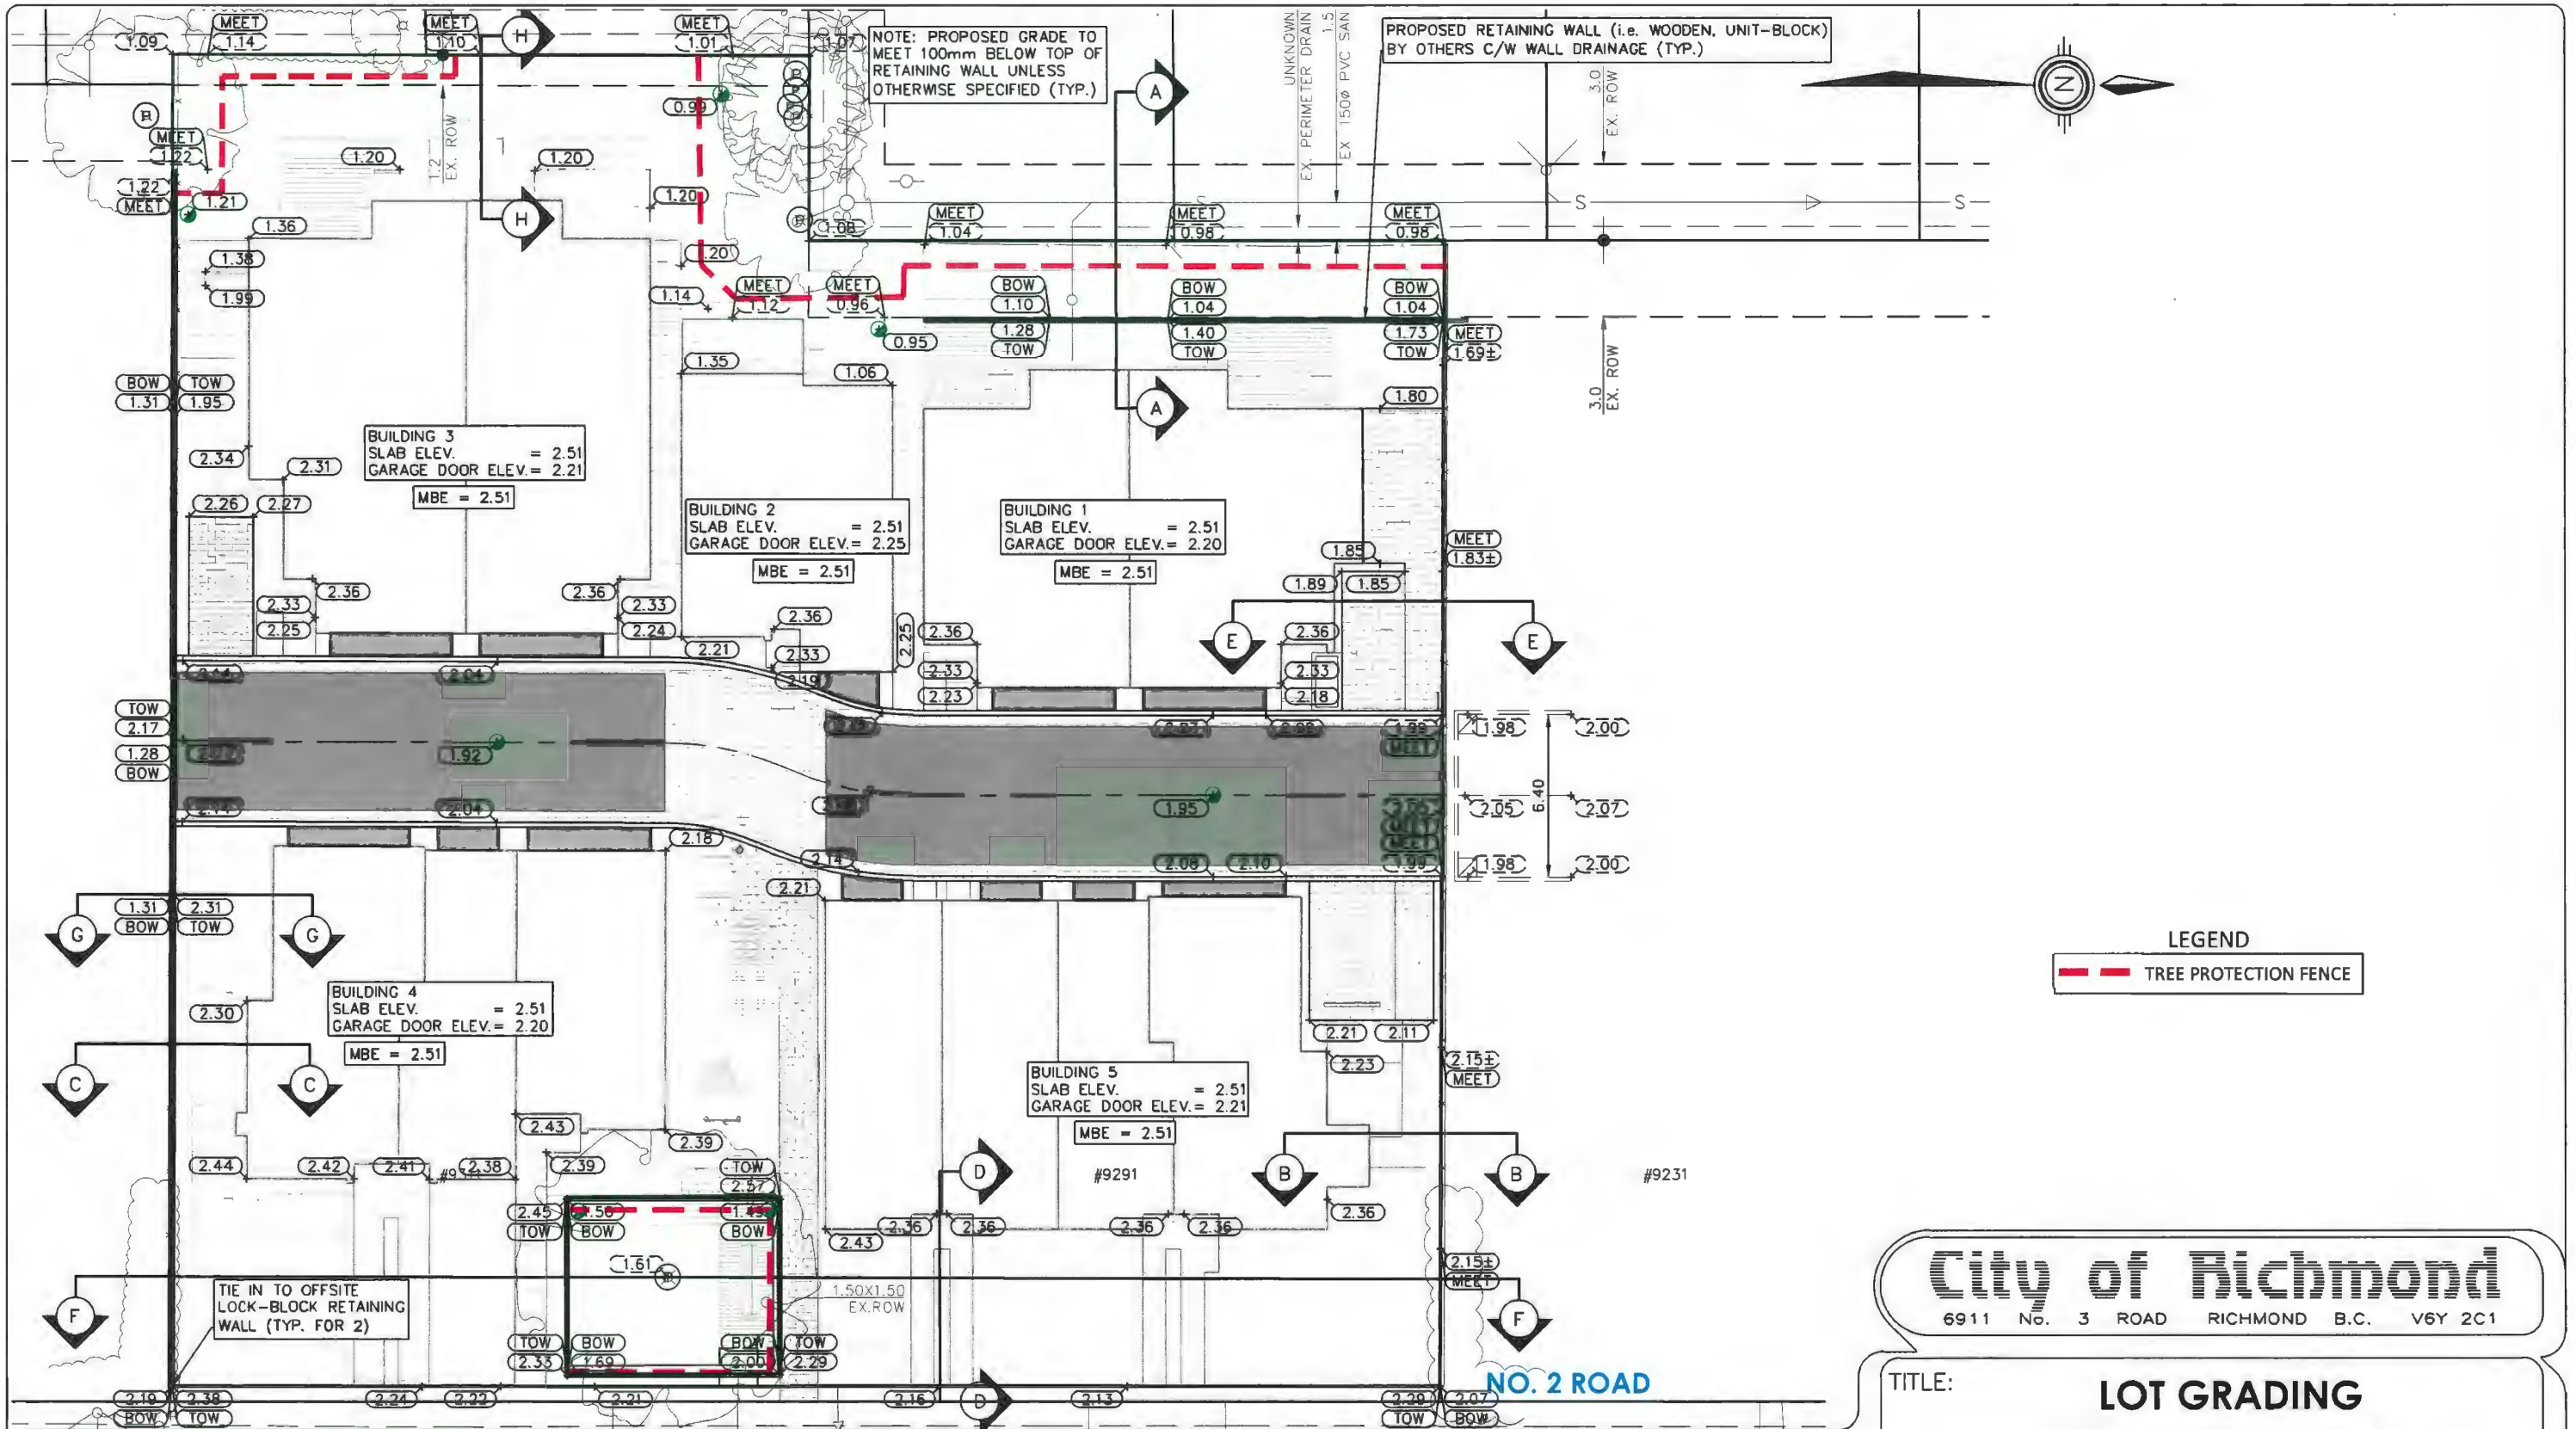 MEET
1.14
1.09
MEET
1.10
H
MEET
1.01
1.07
NOTE: PROPOSED GRADE TO
MEET 100mm BELOW TOP OF
RETAINING WALL UNLESS
OTHERWISE SPECIFIED (TYP.)
A
UNKNOWN
EX. PERIMETER DRAIN
1.5
EX 150Ø PVC SAN
PROPOSED RETAINING WALL (i.e. WOODEN, UNIT-BLOCK)
BY OTHERS C/W WALL DRAINAGE (TYP.)
3.0
EX. ROW
N
0.99
MEET
1.22
1.22
MEET
1.21
1.20
1.2
EX. ROW
1.20
1.20
H
1.36
1.38
1.99
1.20
1.14
MEET
1.12
MEET
0.96
0.95
1.08
MEET
1.04
MEET
0.98
MEET
0.98
S
S
S
BOW
1.10
1.28
TOW
BOW
1.04
1.40
TOW
BOW
1.04
1.73
TOW
MEET
1.69±
3.0
EX. ROW
BOW
1.31
TOW
1.95
1.35
1.06
A
1.80
BUILDING 3
SLAB ELEV. = 2.51
GARAGE DOOR ELEV.= 2.21
MBE = 2.51
2.34
2.31
2.26
2.27
BUILDING 2
SLAB ELEV. = 2.51
GARAGE DOOR ELEV.= 2.25
MBE = 2.51
BUILDING 1
SLAB ELEV. = 2.51
GARAGE DOOR ELEV.= 2.20
MBE = 2.51
MEET
1.83±
1.85
1.89
1.85
2.36
2.33
2.25
2.36
2.33
2.24
2.21
2.36
2.33
2.19
2.25
2.36
2.33
2.23
E
2.36
2.33
2.18
E
2.04
TOW
2.17
1.28
BOW
1.92
2.04
1.99
MEET
1.98
2.00
1.95
2.05
6.40
2.07
2.14
2.08
2.10
1.99
1.98
2.00
2.18
2.21
G
1.31
BOW
2.31
TOW
G
LEGEND
TREE PROTECTION FENCE
BUILDING 4
SLAB ELEV. = 2.51
GARAGE DOOR ELEV.= 2.20
MBE = 2.51
2.30
C
C
2.21
2.11
2.23
2.15±
MEET
BUILDING 5
SLAB ELEV. = 2.51
GARAGE DOOR ELEV.= 2.21
MBE = 2.51
2.43
2.39
2.44
2.42
2.41
2.38
2.39
D
#9291
B
B
#9231
TOW
2.57
2.45
TOW
BOW
BOW
2.43
2.36
2.36
2.36
2.36
2.36
1.61
2.15±
MEET
1.50X1.50
EX.ROW
F
TIE IN TO OFFSITE
LOCK-BLOCK RETAINING
WALL (TYP. FOR 2)
F
TOW
2.33
BOW
1.69
BOW
2.00
TOW
2.29
NO. 2 ROAD
2.19
BOW
2.38
TOW
2.24
2.22
2.21
2.16
D
2.13
2.29
TOW
2.07
BOW
City of Richmond
6911 No. 3 ROAD RICHMOND B.C. V6Y 2C1
TITLE:
LOT GRADING